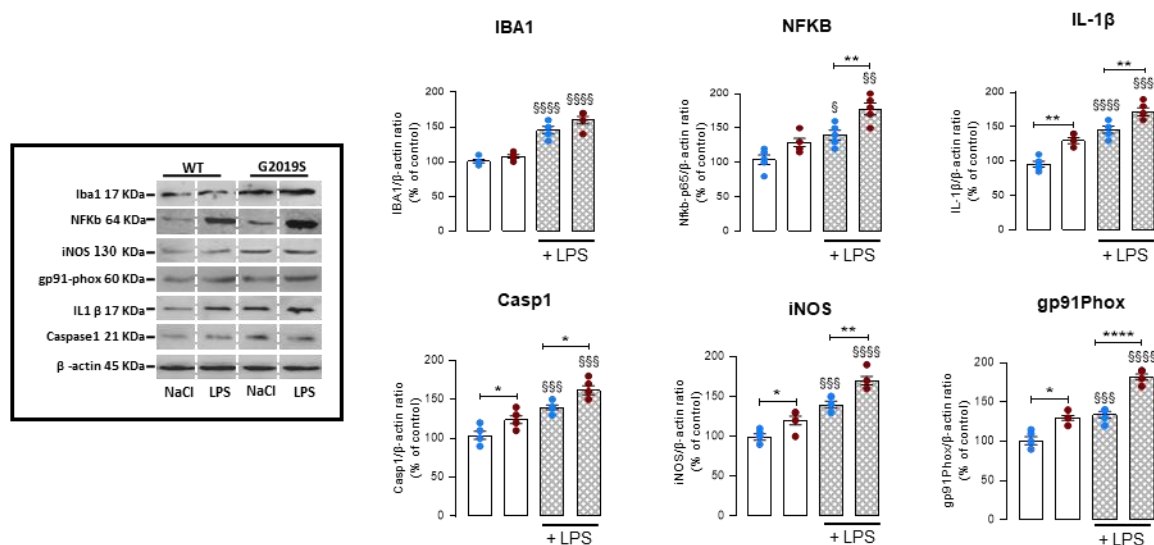 WT G2019S
Iba1 17 KDa
NFKb 64 KDa
iNOS 130 KDa
gp91-phox 60 KDa
IL1 β 17 KDa
Caspase1 21 KDa
β -actin 45 KDa
NaCl LPS NaCl LPS
IBA1
IBA1/β-actin ratio
(% of control)
200
150
100
50
0
§§§§ §§§§
+ LPS
NFKB
Nfkb-p65/β-actin ratio
(% of control)
200
150
100
50
0
**
§ §§
+ LPS
IL-1β
IL-1β/β-actin ratio
(% of control)
200
150
100
50
0
**
**
§§§§ §§§
+ LPS
Casp1
Casp1/β-actin ratio
(% of control)
200
150
100
50
0
*
*
§§§ §§§
+ LPS
iNOS
iNOS/β-actin ratio
(% of control)
200
150
100
50
0
*
**
§§§ §§§§
+ LPS
gp91Phox
gp91Phox/β-actin ratio
(% of control)
200
150
100
50
0
*
****
§§§ §§§§
+ LPS